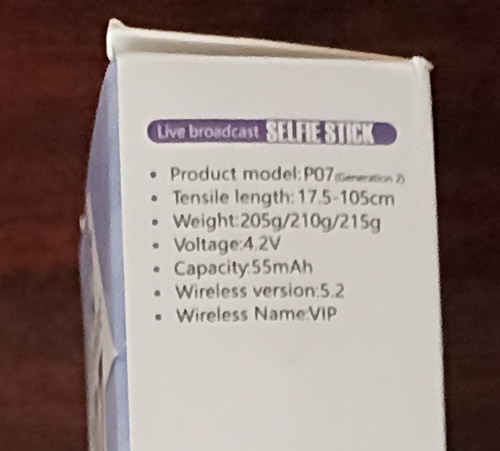 Live broadcast SELFIE STICK
• Product model:P07(Generation 2)
• Tensile length:17.5-105cm
• Weight:205g/210g/215g
• Voltage:4.2V
• Capacity:55mAh
• Wireless version:5.2
• Wireless Name:VIP